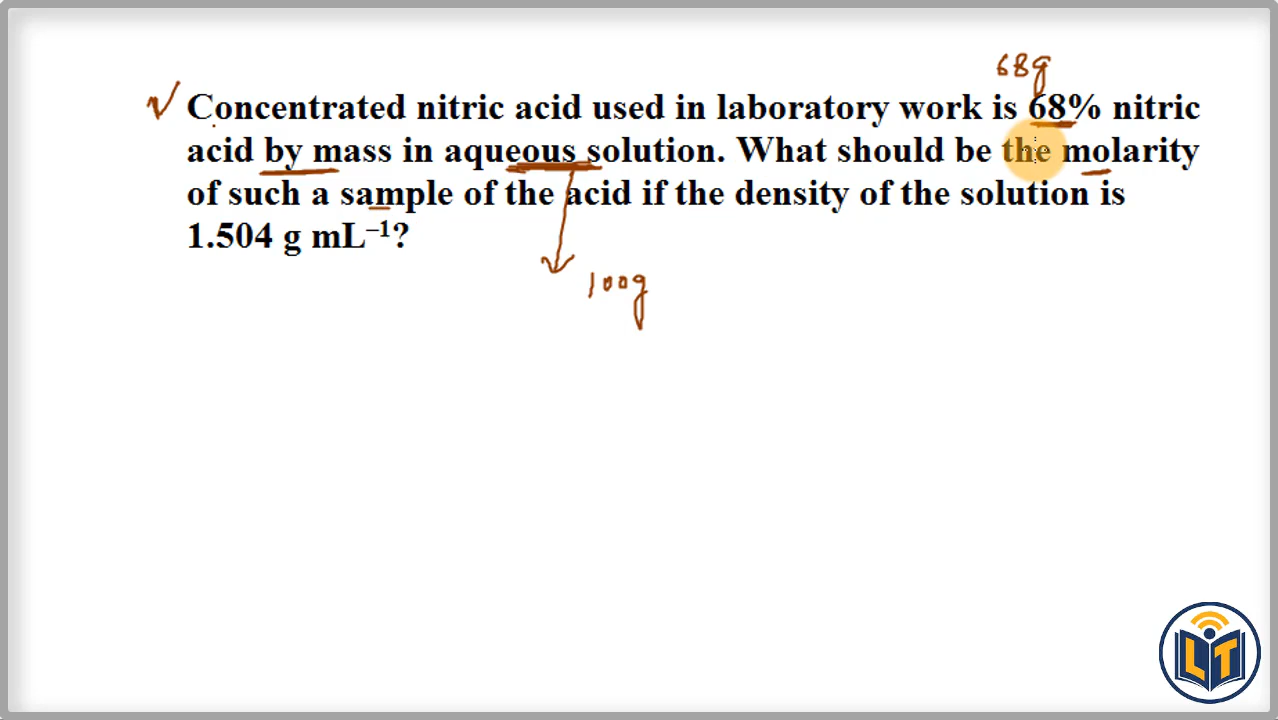 68g
Concentrated nitric acid used in laboratory work is 68% nitric
acid by mass in aqueous solution. What should be the molarity
of such a sample of the acid if the density of the solution is
1.504 g mL⁻¹?
100g
LT